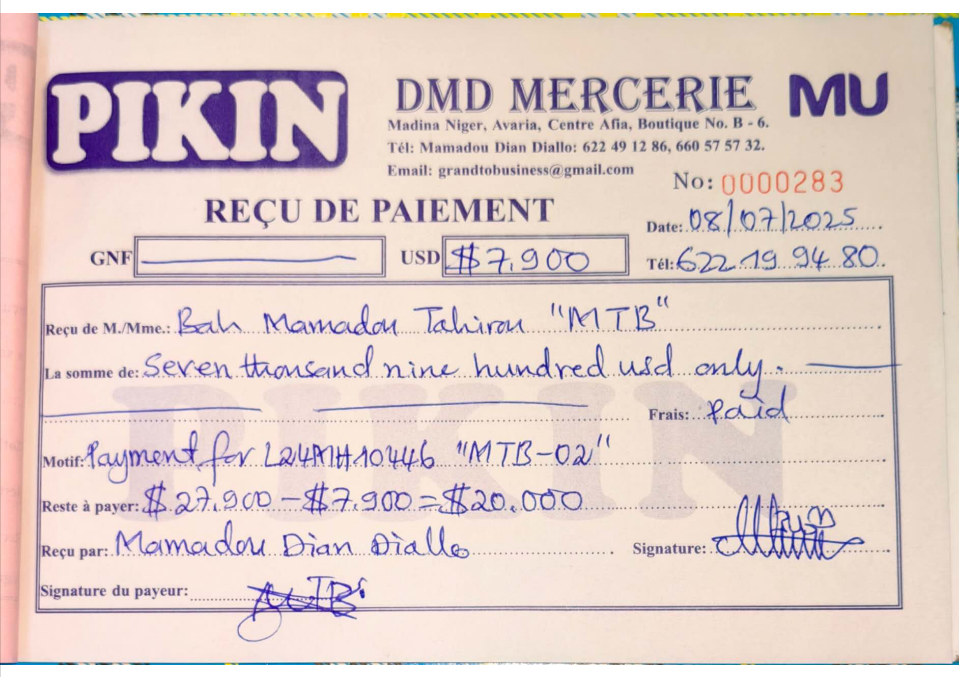 PIKIN
DMD MERCERIE
MU
Madina Niger, Avaria, Centre Afia, Boutique No. B - 6.
Tél: Mamadou Dian Diallo: 622 49 12 86, 660 57 57 32.
Email: grandtobusiness@gmail.com
No: 0000283
REÇU DE PAIEMENT
Date: 08/07/2025
GNF
USD $7.900
Tél: 622 19 94 80.
Reçu de M./Mme.: Bah Mamadou Tahirou "MTB"
La somme de: Seven thousand nine hundred usd only.
Frais: Paid
Motif: Payment for L24MH10446 "MTB-02"
Reste à payer: $27.900 - $7.900 = $20.000
Reçu par: Mamadou Dian Diallo
Signature:
Signature du payeur: MTB
PIKIN